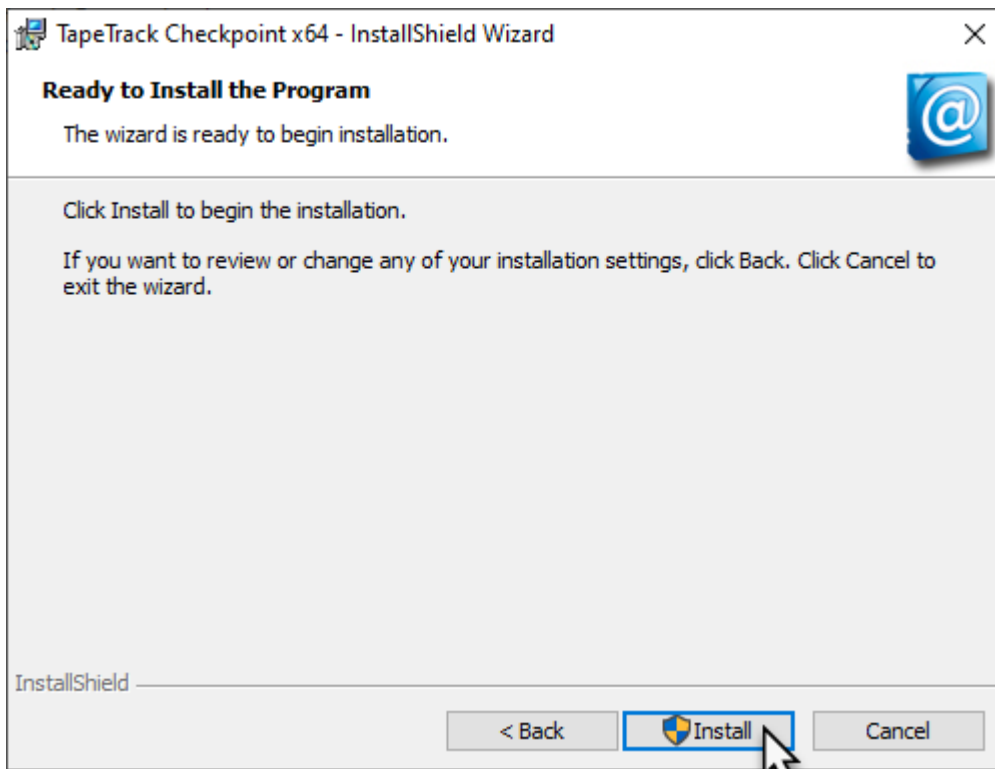 TapeTrack Checkpoint x64 - InstallShield Wizard
Ready to Install the Program
The wizard is ready to begin installation.
Click Install to begin the installation.
If you want to review or change any of your installation settings, click Back. Click Cancel to
exit the wizard.
InstallShield
< Back
Install
Cancel